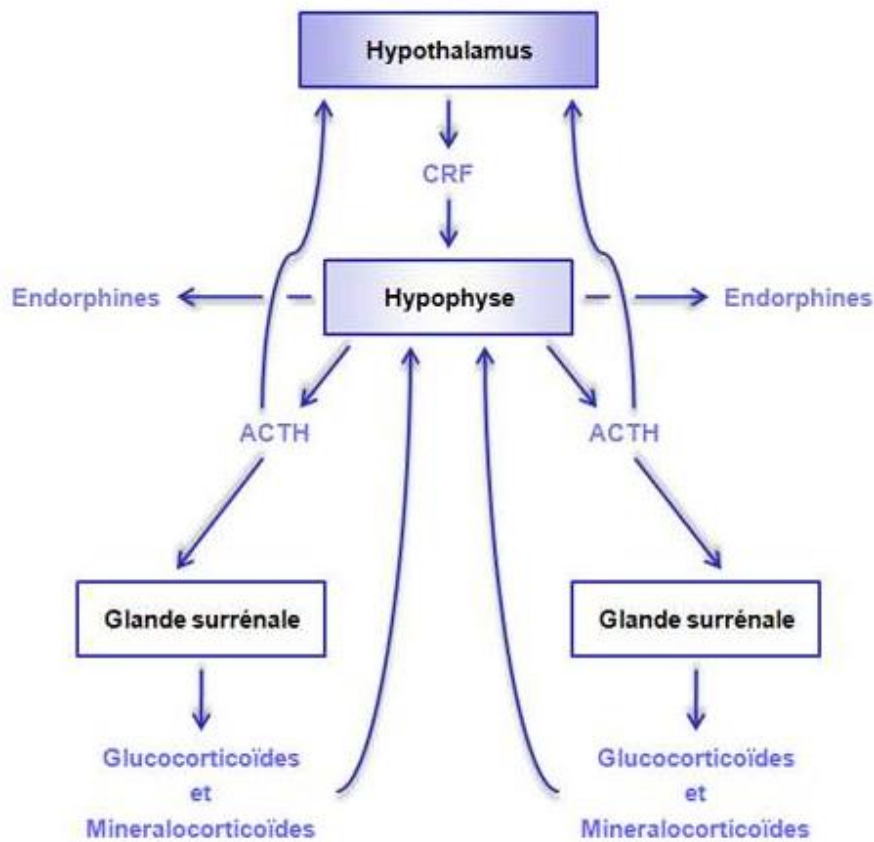 Hypothalamus
CRF
Endorphines
Hypophyse
Endorphines
ACTH
ACTH
Glande surrénale
Glande surrénale
Glucocorticoïdes
et
Mineralocorticoïdes
Glucocorticoïdes
et
Mineralocorticoïdes